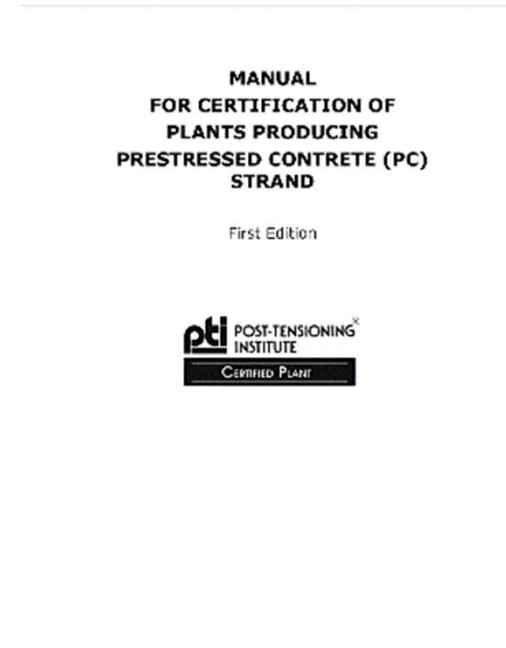 MANUAL
FOR CERTIFICATION OF
PLANTS PRODUCING
PRESTRESSED CONTRETE (PC)
STRAND
First Edition
pti POST-TENSIONING®
INSTITUTE
CERTIFIED PLANT